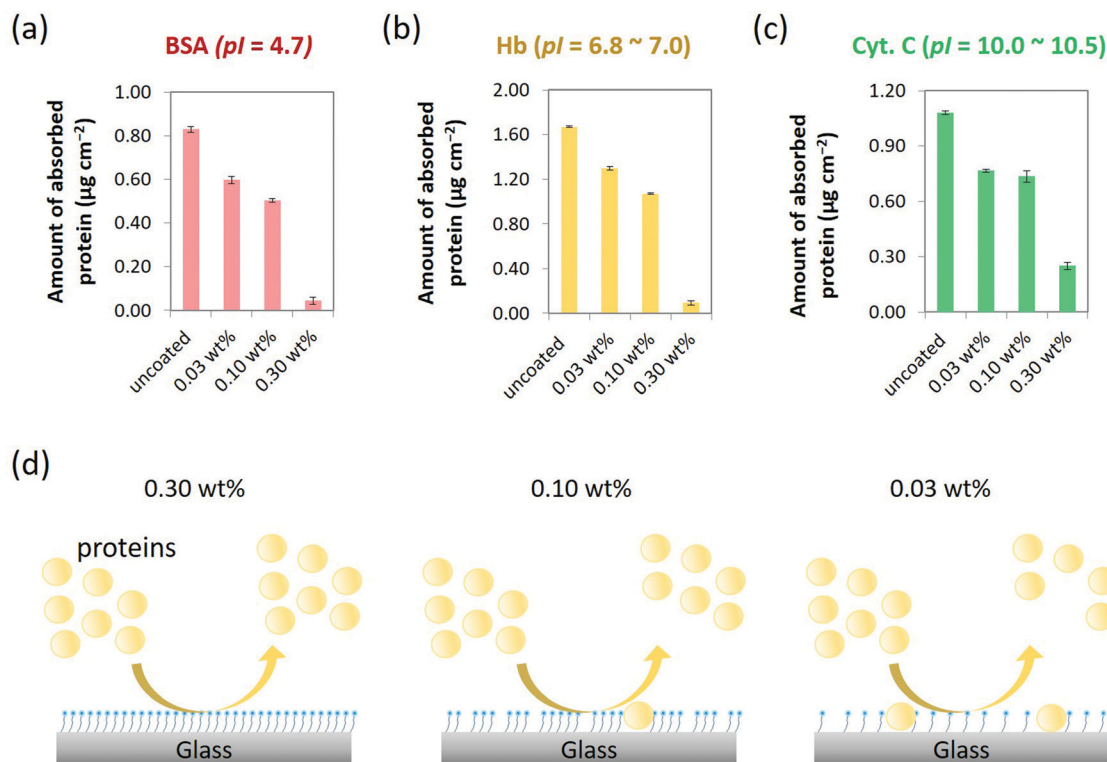 (a)
BSA (pI = 4.7)
Amount of absorbed
protein (µg cm⁻²)
1.00
0.80
0.60
0.40
0.20
0.00
uncoated
0.03 wt%
0.10 wt%
0.30 wt%
(b)
Hb (pI = 6.8 ~ 7.0)
Amount of absorbed
protein (µg cm⁻²)
2.00
1.60
1.20
0.80
0.40
0.00
uncoated
0.03 wt%
0.10 wt%
0.30 wt%
(c)
Cyt. C (pI = 10.0 ~ 10.5)
Amount of absorbed
protein (µg cm⁻²)
1.20
0.90
0.60
0.30
0.00
uncoated
0.03 wt%
0.10 wt%
0.30 wt%
(d)
0.30 wt%
proteins
Glass
0.10 wt%
Glass
0.03 wt%
Glass